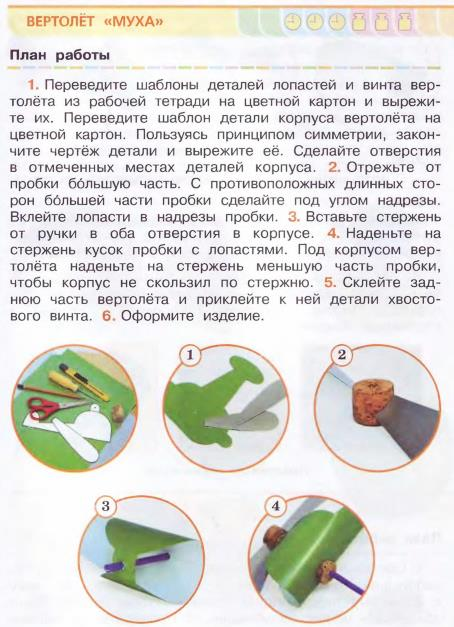 ВЕРТОЛЁТ «МУХА»
План работы
1. Переведите шаблоны деталей лопастей и винта вер-
толёта из рабочей тетради на цветной картон и вырежи-
те их. Переведите шаблон детали корпуса вертолёта на
цветной картон. Пользуясь принципом симметрии, закон-
чите чертёж детали и вырежите её. Сделайте отверстия
в отмеченных местах деталей корпуса. 2. Отрежьте от
пробки бо́льшую часть. С противоположных длинных сто-
рон бо́льшей части пробки сделайте под углом надрезы.
Вклейте лопасти в надрезы пробки. 3. Вставьте стержень
от ручки в оба отверстия в корпусе. 4. Наденьте на
стержень кусок пробки с лопастями. Под корпусом вер-
толёта наденьте на стержень меньшую часть пробки,
чтобы корпус не скользил по стержню. 5. Склейте зад-
нюю часть вертолёта и приклейте к ней детали хвосто-
вого винта. 6. Оформите изделие.
1
2
3
4